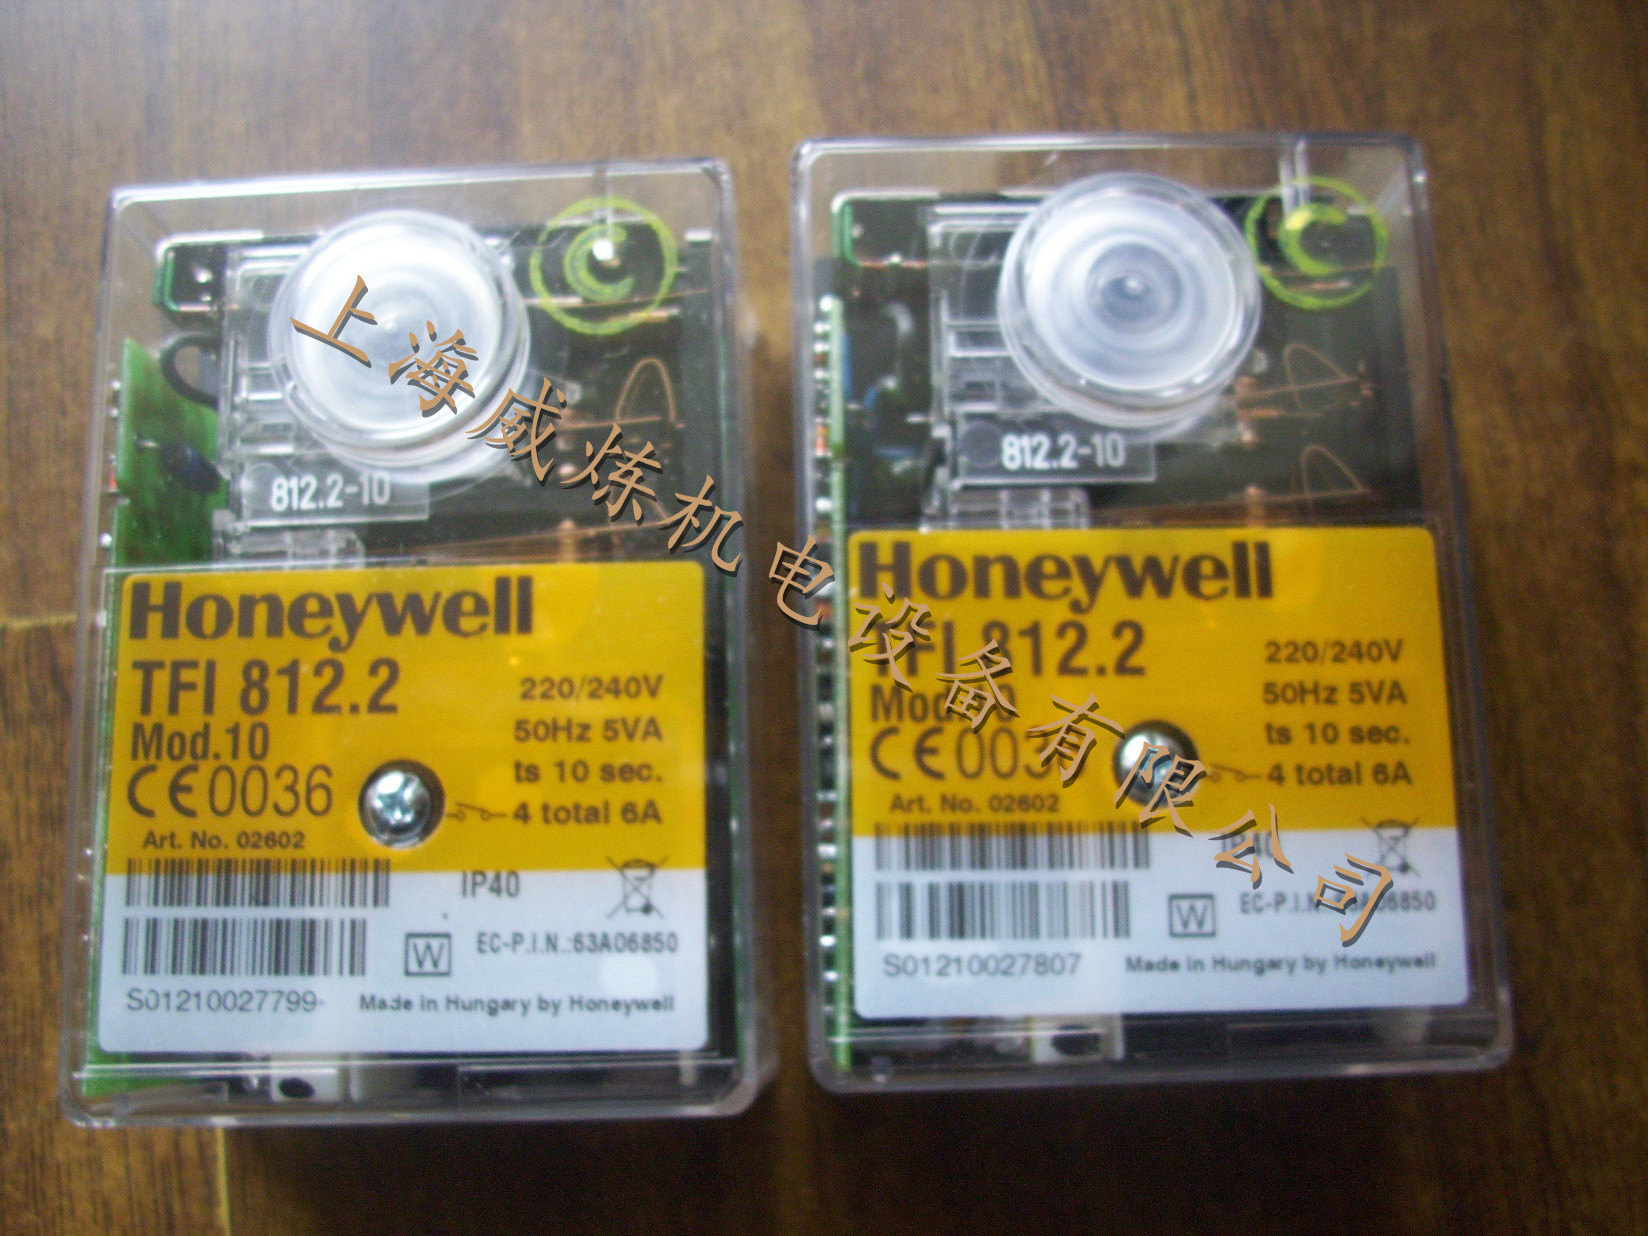 812.2-10
Honeywell
TFI 812.2
Mod.10
220/240V
50Hz 5VA
ts 10 sec.
4 total 6A
CE 0036
Art. No. 02602
IP40
W
EC-P.I.N.:63A06850
S01210027799
Made in Hungary by Honeywell
812.2-10
Honeywell
TFI 812.2
220/240V
50Hz 5VA
ts 10 sec.
4 total 6A
Art. No. 02602
IP40
W
S01210027807
Made in Hungary by Honeywell
上海威炼机电设备有限公司